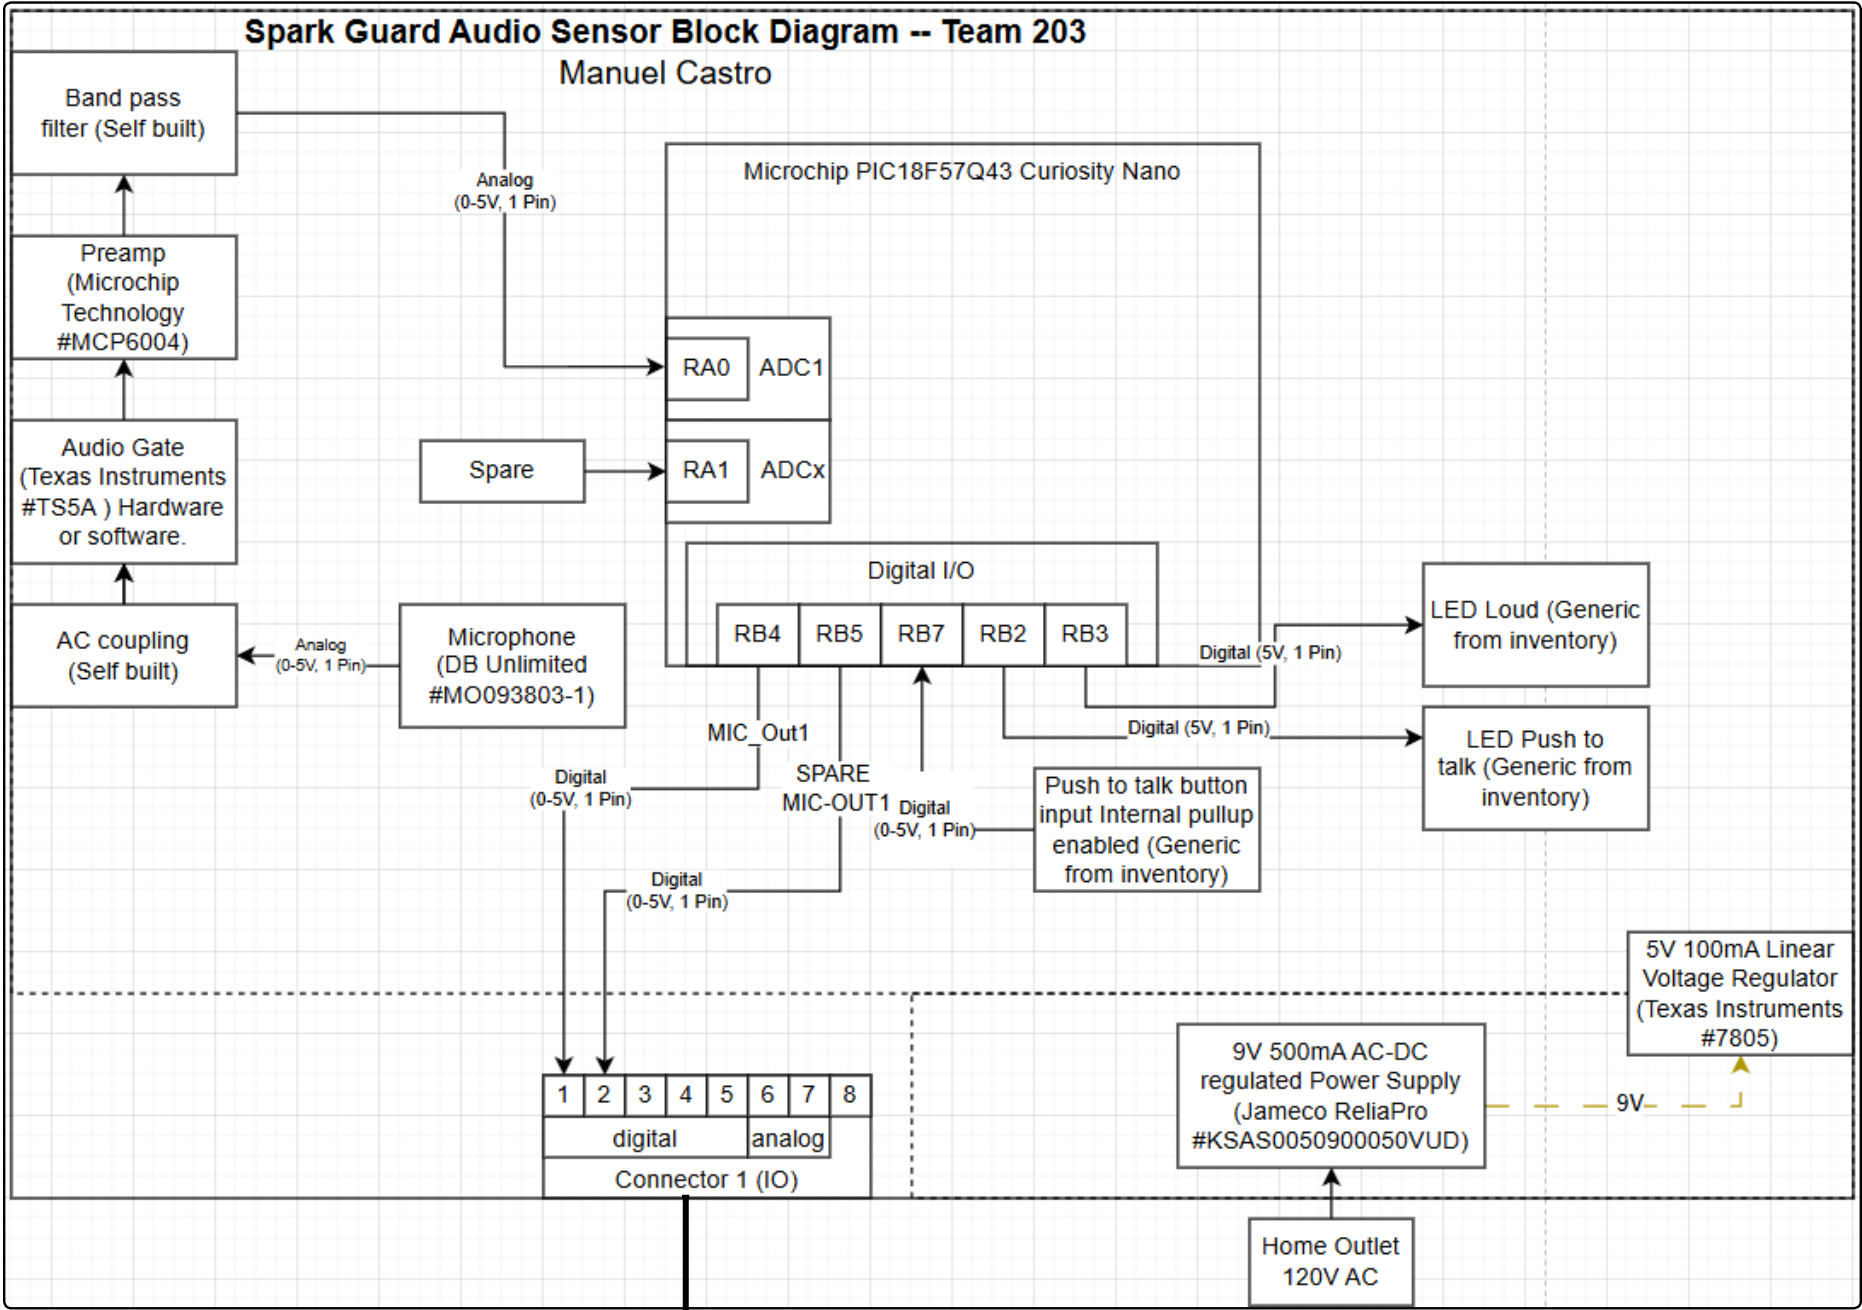 Spark Guard Audio Sensor Block Diagram -- Team 203
Manuel Castro
Band pass
filter (Self built)
Analog
(0-5V, 1 Pin)
Preamp
(Microchip
Technology
#MCP6004)
Audio Gate
(Texas Instruments
#TS5A ) Hardware
or software.
AC coupling
(Self built)
Analog
(0-5V, 1 Pin)
Microphone
(DB Unlimited
#MO093803-1)
Microchip PIC18F57Q43 Curiosity Nano
RA0 ADC1
Spare
RA1 ADCx
Digital I/O
RB4 RB5 RB7 RB2 RB3
Digital (5V, 1 Pin)
LED Loud (Generic
from inventory)
Digital (5V, 1 Pin)
LED Push to
talk (Generic from
inventory)
MIC_Out1
Digital
(0-5V, 1 Pin)
SPARE
MIC-OUT1
Digital
(0-5V, 1 Pin)
Push to talk button
input Internal pullup
enabled (Generic
from inventory)
Digital
(0-5V, 1 Pin)
1 2 3 4 5 6 7 8
digital analog
Connector 1 (IO)
5V 100mA Linear
Voltage Regulator
(Texas Instruments
#7805)
9V 500mA AC-DC
regulated Power Supply
(Jameco ReliaPro
#KSAS0050900050VUD)
9V
Home Outlet
120V AC